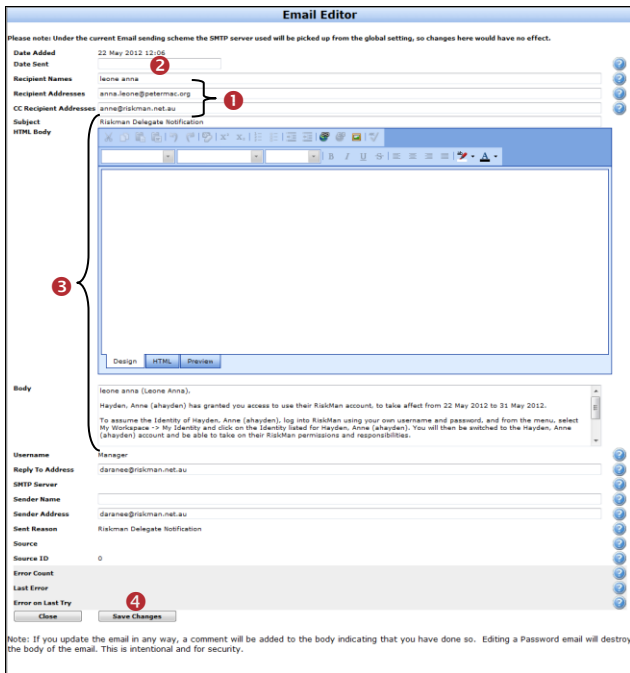 Email Editor
Please note: Under the current Email sending scheme the SMTP server used will be picked up from the global setting, so changes here would have no effect.
Date Added 22 May 2012 12:06
Date Sent 2
Recipient Names leone anna
Recipient Addresses anna.leone@petermac.org 1
CC Recipient Addresses anne@riskman.net.au
Subject Riskman Delegate Notification
HTML Body
B I U S A
3
Design HTML Preview
Body leone anna (Leone Anna),
Hayden, Anne (ahayden) has granted you access to use their RiskMan account, to take affect from 22 May 2012 to 31 May 2012.
To assume the Identity of Hayden, Anne (ahayden), log into RiskMan using your own username and password, and from the menu, select
My Workspace -> My Identity and click on the Identity listed for Hayden, Anne (ahayden). You will then be switched to the Hayden, Anne
(ahayden) account and be able to take on their RiskMan permissions and responsibilities.
Username Manager
Reply To Address daranee@riskman.net.au
SMTP Server
Sender Name
Sender Address daranee@riskman.net.au
Sent Reason Riskman Delegate Notification
Source
Source ID 0
Error Count
Last Error
Error on Last Try 4
Close Save Changes
Note: If you update the email in any way, a comment will be added to the body indicating that you have done so. Editing a Password email will destroy
the body of the email. This is intentional and for security.